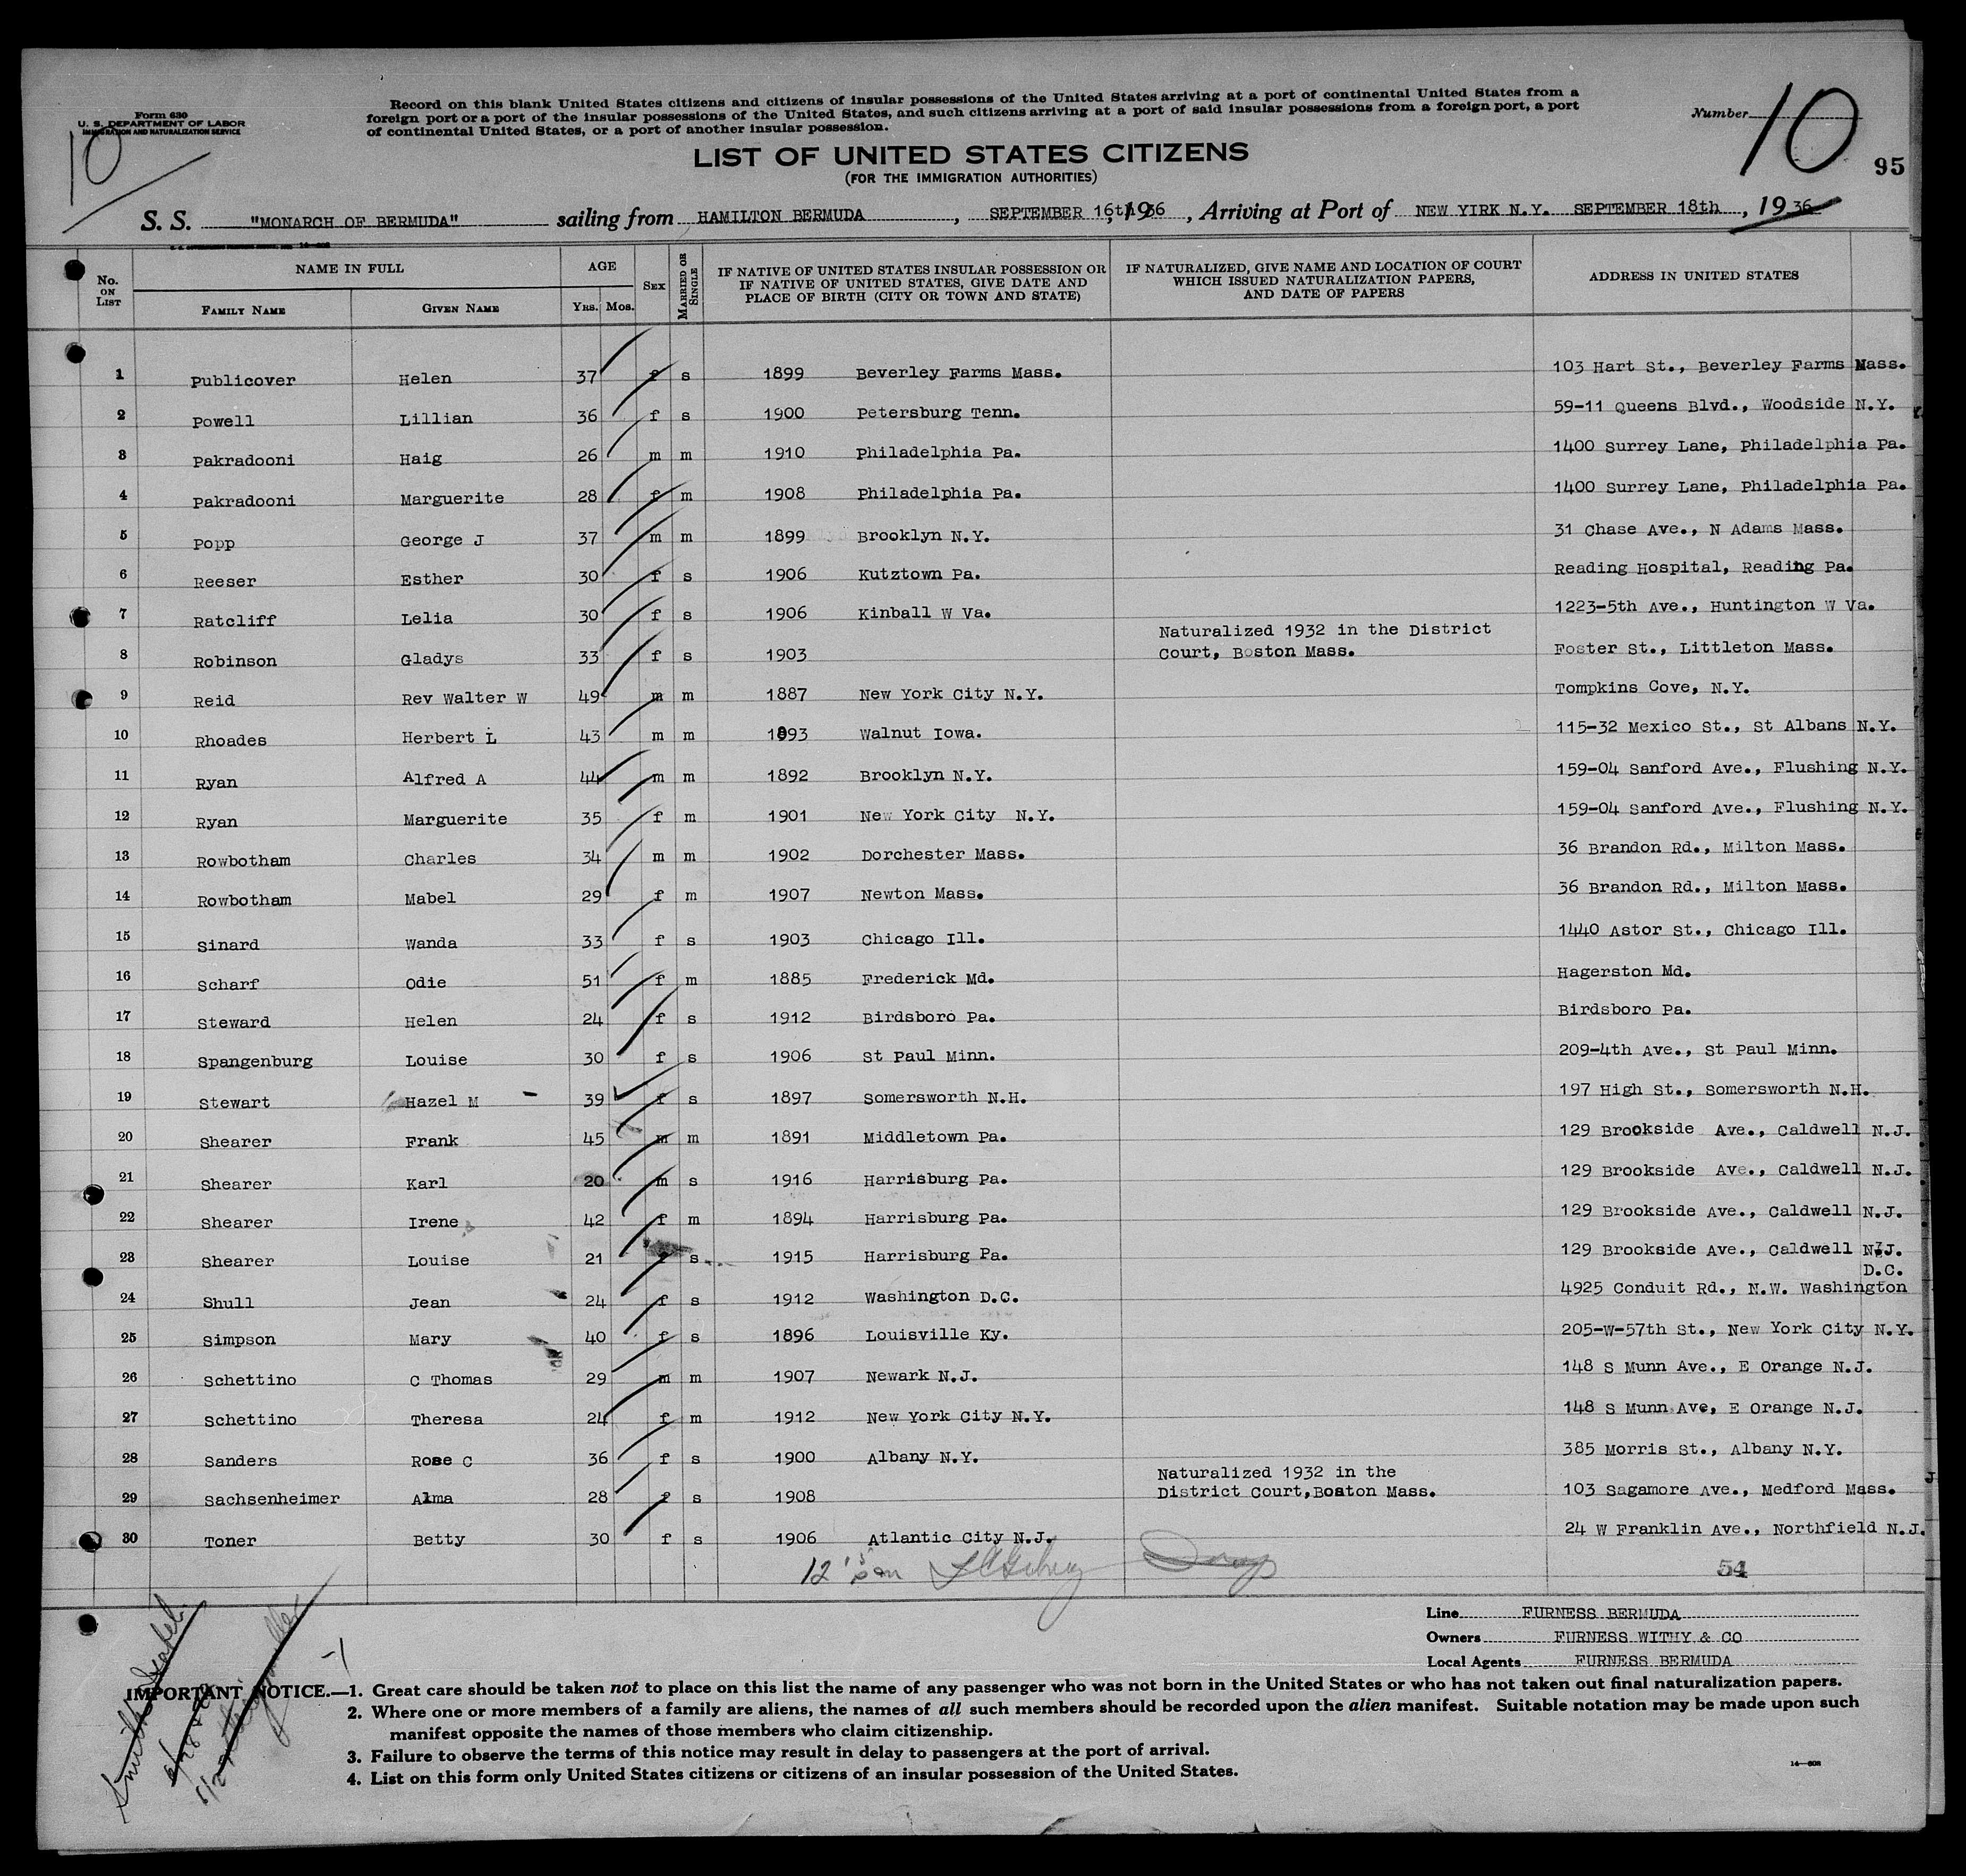 Form 630
U. S. DEPARTMENT OF LABOR
IMMIGRATION AND NATURALIZATION SERVICE
10
Record on this blank United States citizens and citizens of insular possessions of the United States arriving at a port of continental United States from a
foreign port or a port of the insular possessions of the United States, and such citizens arriving at a port of said insular possessions from a foreign port, a port
of continental United States, or a port of another insular possession.
Number 10
95
LIST OF UNITED STATES CITIZENS
(FOR THE IMMIGRATION AUTHORITIES)
S. S. "MONARCH OF BERMUDA" sailing from HAMILTON BERMUDA, SEPTEMBER 16th, 1936, Arriving at Port of NEW YIRK N.Y. SEPTEMBER 18th, 1936
No. ON LIST NAME IN FULL FAMILY NAME GIVEN NAME AGE YRS. MOS. SEX MARRIED OR SINGLE IF NATIVE OF UNITED STATES INSULAR POSSESSION OR IF NATIVE OF UNITED STATES, GIVE DATE AND PLACE OF BIRTH (CITY OR TOWN AND STATE) IF NATURALIZED, GIVE NAME AND LOCATION OF COURT WHICH ISSUED NATURALIZATION PAPERS, AND DATE OF PAPERS ADDRESS IN UNITED STATES
1 Publicover Helen 37 f s 1899 Beverley Farms Mass. 103 Hart St., Beverley Farms Mass.
2 Powell Lillian 36 f s 1900 Petersburg Tenn. 59-11 Queens Blvd., Woodside N.Y.
3 Pakradooni Haig 26 m m 1910 Philadelphia Pa. 1400 Surrey Lane, Philadelphia Pa.
4 Pakradooni Marguerite 28 f m 1908 Philadelphia Pa. 1400 Surrey Lane, Philadelphia Pa.
5 Popp George J 37 m m 1899 Brooklyn N.Y. 31 Chase Ave., N Adams Mass.
6 Reeser Esther 30 f s 1906 Kutztown Pa. Reading Hospital, Reading Pa.
7 Ratcliff Lelia 30 f s 1906 Kinball W Va. 1223-5th Ave., Huntington W Va.
8 Robinson Gladys 33 f s 1903 Naturalized 1932 in the District Court, Boston Mass. Foster St., Littleton Mass.
9 Reid Rev Walter W 49 m m 1887 New York City N.Y. Tompkins Cove, N.Y.
10 Rhoades Herbert L 43 m m 1893 Walnut Iowa. 115-32 Mexico St., St Albans N.Y.
11 Ryan Alfred A 44 m m 1892 Brooklyn N.Y. 159-04 Sanford Ave., Flushing N.Y.
12 Ryan Marguerite 35 f m 1901 New York City N.Y. 159-04 Sanford Ave., Flushing N.Y.
13 Rowbotham Charles 34 m m 1902 Dorchester Mass. 36 Brandon Rd., Milton Mass.
14 Rowbotham Mabel 29 f m 1907 Newton Mass. 36 Brandon Rd., Milton Mass.
15 Sinard Wanda 33 f s 1903 Chicago Ill. 1440 Astor St., Chicago Ill.
16 Scharf Odie 51 f m 1885 Frederick Md. Hagerston Md.
17 Steward Helen 24 f s 1912 Birdsboro Pa. Birdsboro Pa.
18 Spangenburg Louise 30 f s 1906 St Paul Minn. 209-4th Ave., St Paul Minn.
19 Stewart Hazel M 39 f s 1897 Somersworth N.H. 197 High St., Somersworth N.H.
20 Shearer Frank 45 m m 1891 Middletown Pa. 129 Brookside Ave., Caldwell N.J.
21 Shearer Karl 20 m s 1916 Harrisburg Pa. 129 Brookside Ave., Caldwell N.J.
22 Shearer Irene 42 f m 1894 Harrisburg Pa. 129 Brookside Ave., Caldwell N.J.
23 Shearer Louise 21 f s 1915 Harrisburg Pa. 129 Brookside Ave., Caldwell N.J.
24 Shull Jean 24 f s 1912 Washington D.C. 4925 Conduit Rd., N.W. Washington D.C.
25 Simpson Mary 40 f s 1896 Louisville Ky. 205-W-57th St., New York City N.Y.
26 Schettino C Thomas 29 m m 1907 Newark N.J. 148 S Munn Ave., E Orange N.J.
27 Schettino Theresa 24 f m 1912 New York City N.Y. 148 S Munn Ave, E Orange N.J.
28 Sanders Rose C 36 f s 1900 Albany N.Y. 385 Morris St., Albany N.Y.
29 Sachsenheimer Alma 28 f s 1908 Naturalized 1932 in the District Court,Boston Mass. 103 Sagamore Ave., Medford Mass.
30 Toner Betty 30 f s 1906 Atlantic City N.J. 24 W Franklin Ave., Northfield N.J.
12
54
Line FURNESS BERMUDA
Owners FURNESS WITHY & CO
Local Agents FURNESS BERMUDA
IMPORTANT NOTICE.—1. Great care should be taken not to place on this list the name of any passenger who was not born in the United States or who has not taken out final naturalization papers.
2. Where one or more members of a family are aliens, the names of all such members should be recorded upon the alien manifest. Suitable notation may be made upon such
manifest opposite the names of those members who claim citizenship.
3. Failure to observe the terms of this notice may result in delay to passengers at the port of arrival.
4. List on this form only United States citizens or citizens of an insular possession of the United States.
14—608